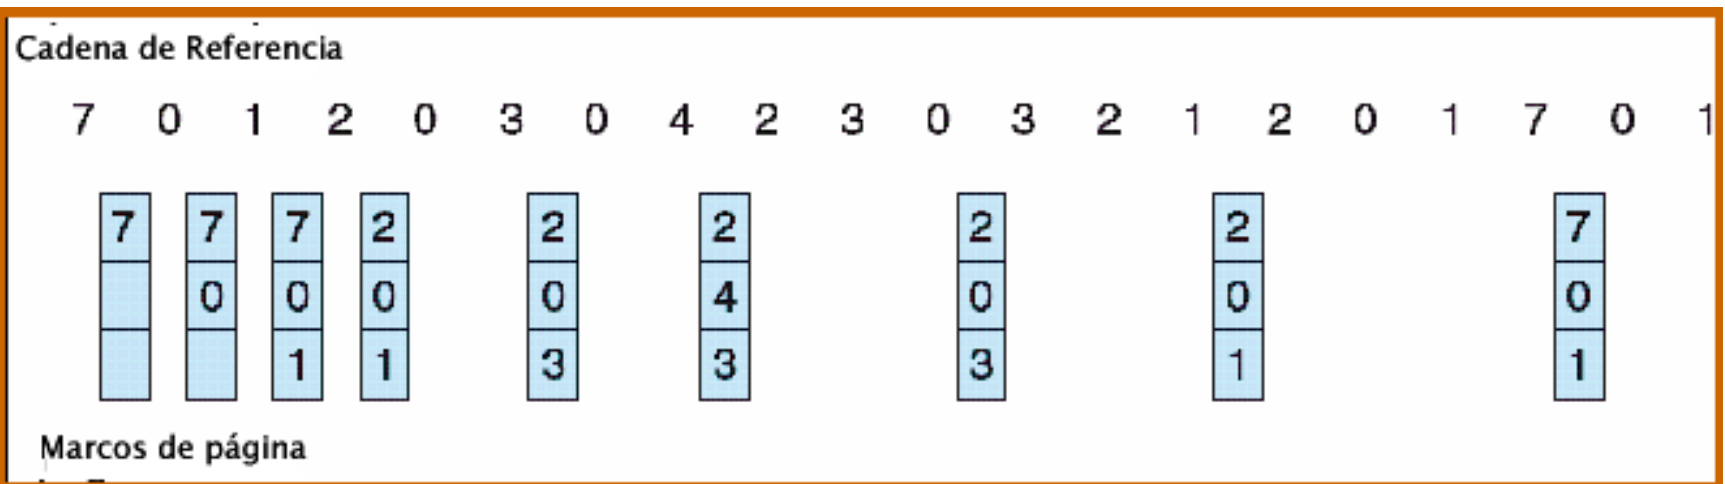 Cadena de Referencia
7 0 1 2 0 3 0 4 2 3 0 3 2 1 2 0 1 7 0 1
7 7 7 2 2 2 2 2 7
0 0 0 0 4 0 0 0
1 1 3 3 3 1 1
Marcos de página